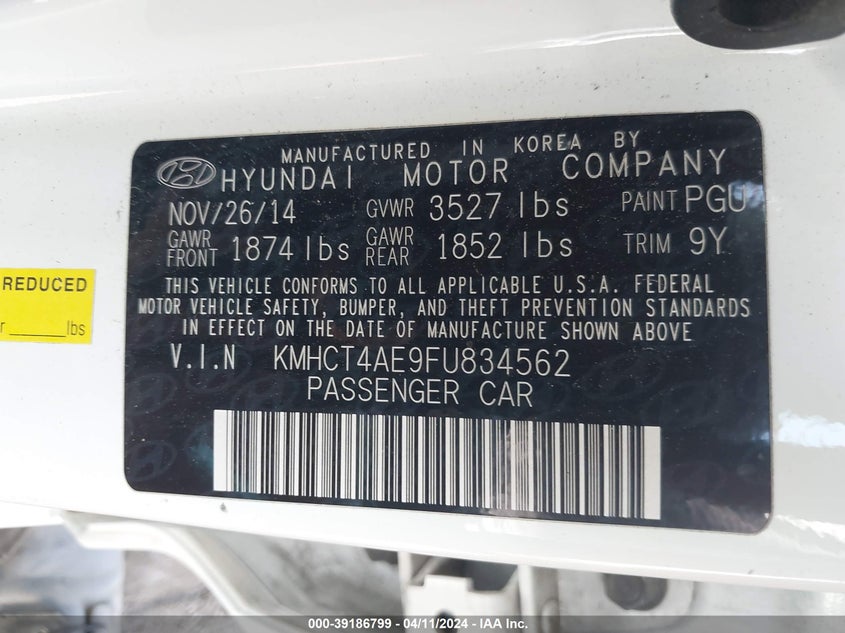 MANUFACTURED IN KOREA BY
HYUNDAI MOTOR COMPANY
NOV/26/14 GVWR 3527 lbs PAINT PGU
GAWR FRONT 1874 lbs GAWR REAR 1852 lbs TRIM 9Y
THIS VEHICLE CONFORMS TO ALL APPLICABLE U.S.A. FEDERAL
MOTOR VEHICLE SAFETY, BUMPER, AND THEFT PREVENTION STANDARDS
IN EFFECT ON THE DATE OF MANUFACTURE SHOWN ABOVE
V.I.N KMHCT4AE9FU834562
PASSENGER CAR
REDUCED
lbs
000-39186799 - 04/11/2024 - IAA Inc.